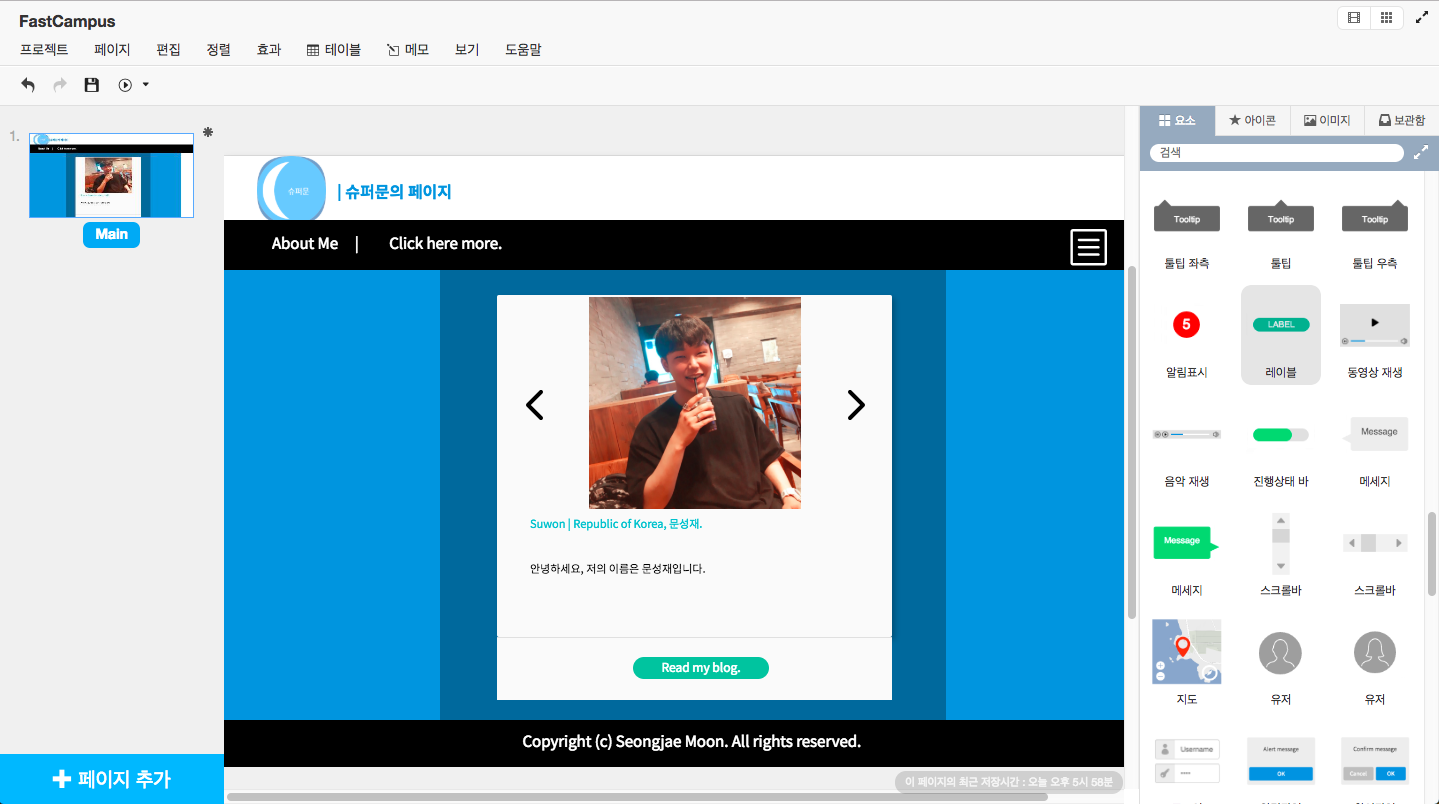 FastCampus
프로젝트 페이지 편집 정렬 효과 테이블 메모 보기 도움말
1.
Main
페이지 추가
슈퍼문
| 슈퍼문의 페이지
About Me | Click here more.
Suwon | Republic of Korea, 문성재.
안녕하세요, 저의 이름은 문성재입니다.
Read my blog.
Copyright (c) Seongjae Moon. All rights reserved.
이 페이지의 최근 저장시간 : 오늘 오후 5시 58분
요소 아이콘 이미지 보관함
검색
Tooltip Tooltip Tooltip
툴팁 좌측 툴팁 툴팁 우측
5 LABEL
알림표시 레이블 동영상 재생
Message
음악 재생 진행상태 바 메세지
Message
메세지 스크롤바 스크롤바
지도 유저 유저
Username Alert message Confirm message
OK Cancel OK